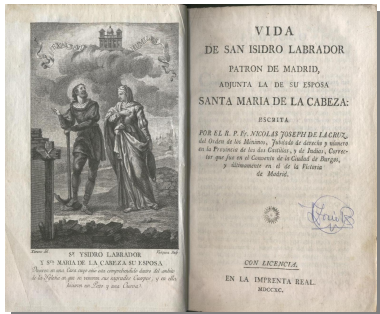 Sn. YSIDRO LABRADOR
Y Sta. MARIA DE LA CABEZA SU ESPOSA
VIDA
DE SAN ISIDRO LABRADOR
PATRON DE MADRID,
ADJUNTA LA DE SU ESPOSA
SANTA MARIA DE LA CABEZA:
ESCRITA
POR EL R. P. Fr. NICOLAS JOSEPH DE LA CRUZ,
del Orden de los Mínimos, Jubilado de derecho y número
en la Provincia de las dos Castillas, y de Indias, Correc-
tor que fue en el Convento de la Ciudad de Burgos,
y últimamente en el de la Victoria
de Madrid.
CON LICENCIA.
EN LA IMPRENTA REAL.
MDCCXC.